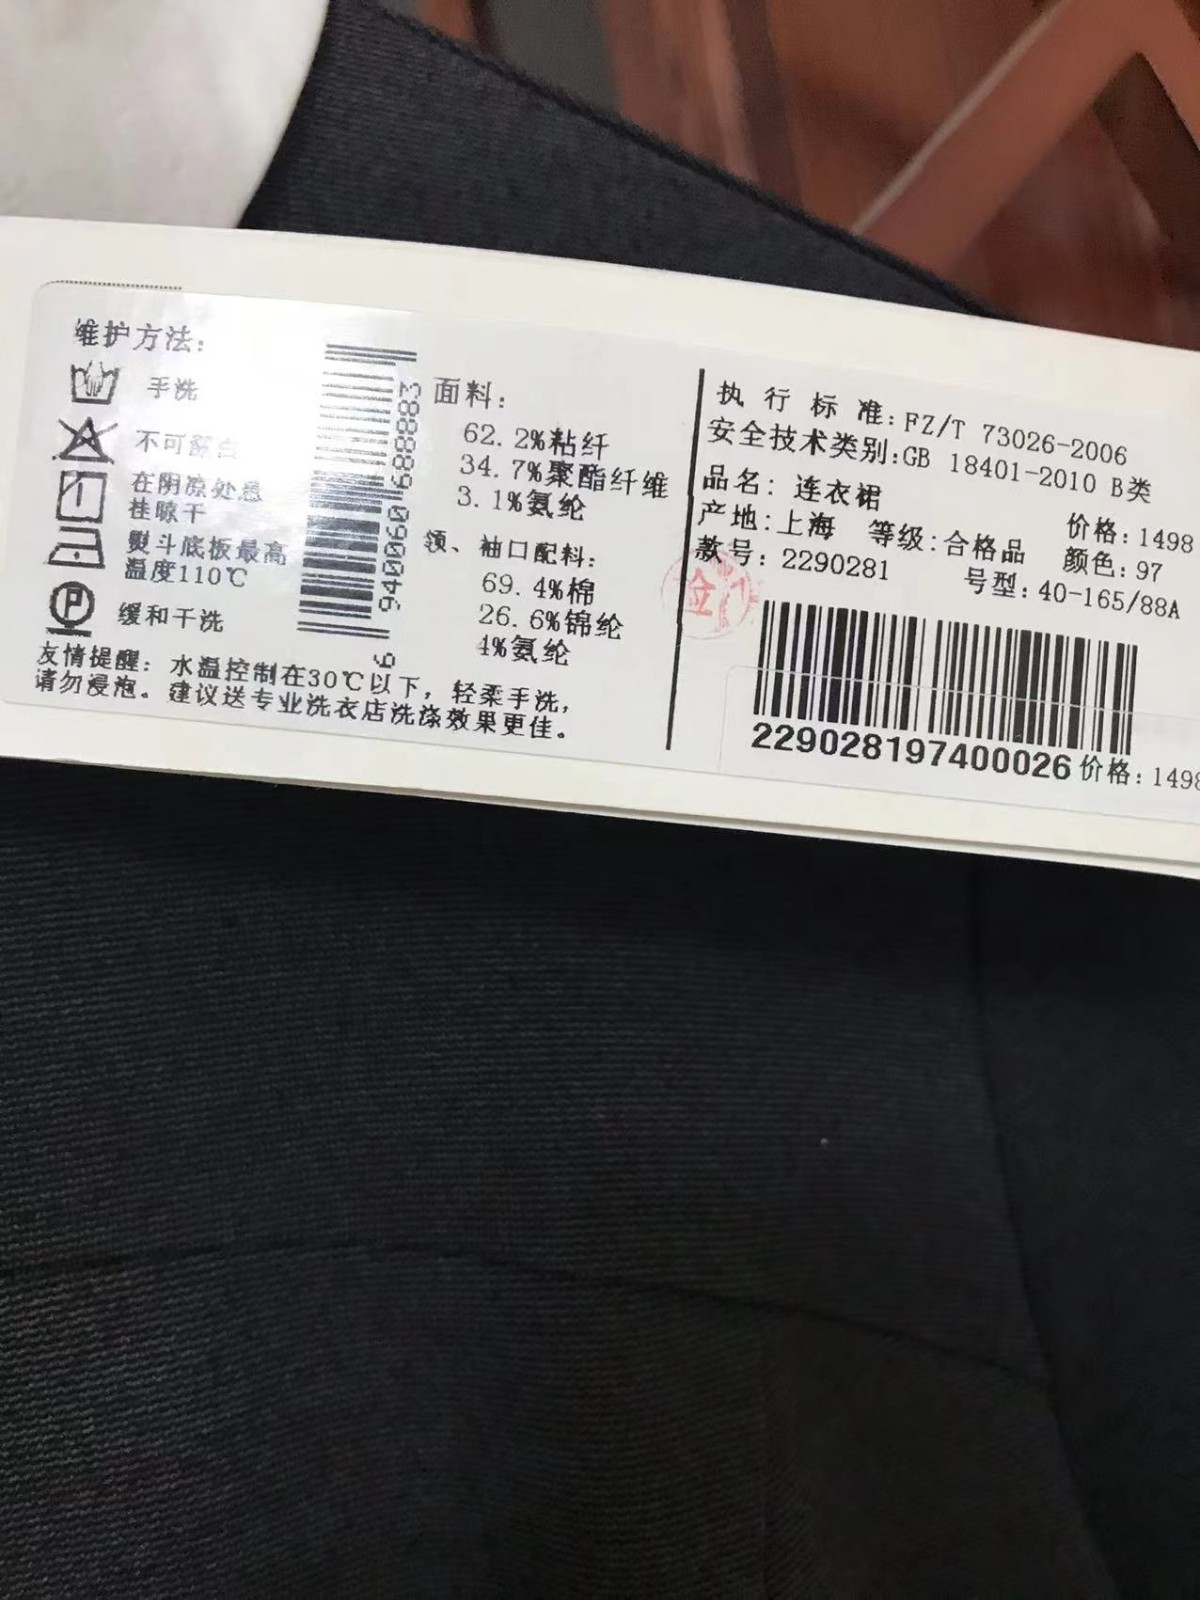 维护方法:
手洗
不可
在阴凉处悬
挂晾干
熨斗底板最高
温度110℃
P
缓和干洗
友情提醒: 水温控制在30℃以下, 轻柔手洗,
请勿浸泡。建议送专业洗衣店洗涤效果更佳。
6 940060 688883
面料:
62.2%粘纤
34.7%聚酯纤维
3.1%氨纶
领、袖口配料:
69.4%棉
26.6%锦纶
4%氨纶
执行标准: FZ/T 73026-2006
安全技术类别:GB 18401-2010 B类
品名: 连衣裙 价格: 1498
产地: 上海 等级: 合格品 颜色: 97
款号: 2290281 号型: 40-165/88A
检
229028197400026 价格: 1498